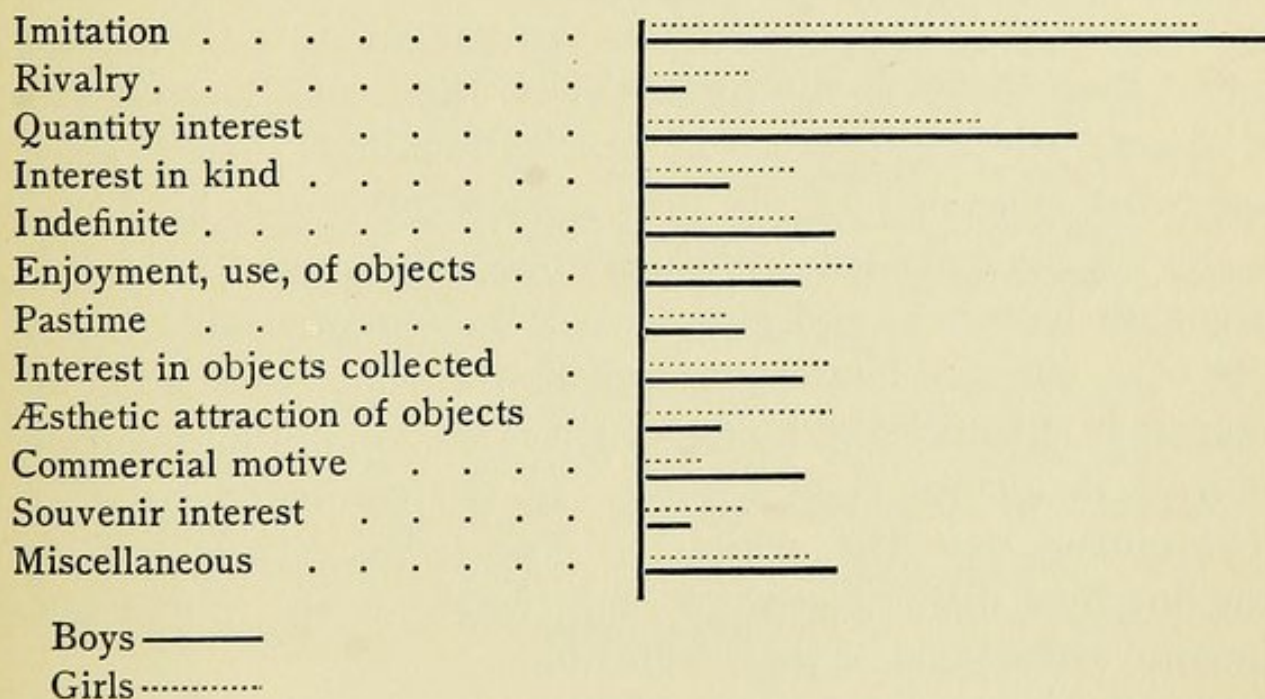 Imitation . . . . . . . .
Rivalry . . . . . . . . .
Quantity interest . . . . .
Interest in kind . . . . . .
Indefinite . . . . . . . .
Enjoyment, use, of objects . .
Pastime . . . . . . .
Interest in objects collected .
Æsthetic attraction of objects .
Commercial motive . . . .
Souvenir interest . . . . .
Miscellaneous . . . . . .
Boys
Girls